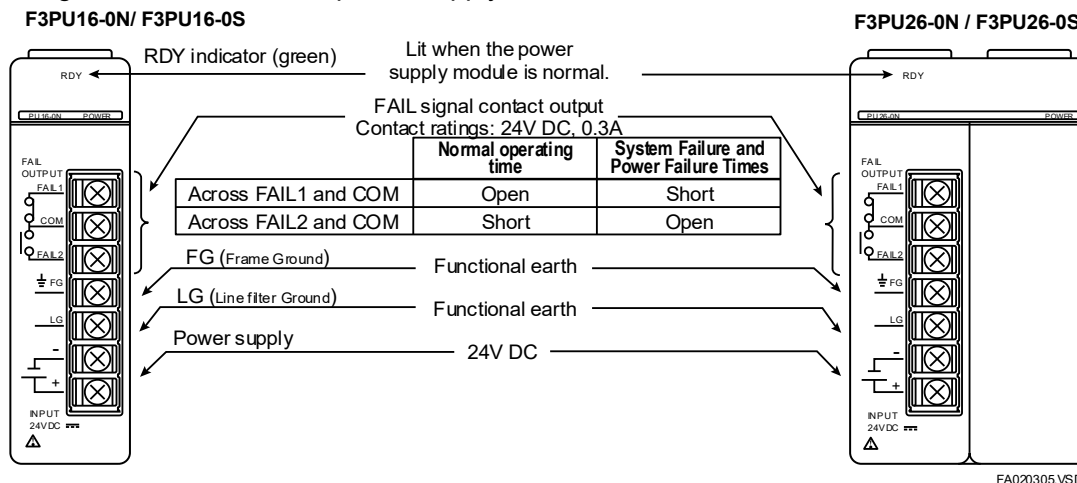 F3PU16-0N/ F3PU16-0S
F3PU26-0N / F3PU26-0S
RDY
RDY indicator (green)
Lit when the power
supply module is normal.
RDY
PU16-0N POWER
PU26-0N POWER
FAIL signal contact output
Contact ratings: 24V DC, 0.3A
Normal operating time
System Failure and Power Failure Times
Across FAIL1 and COM Open Short
Across FAIL2 and COM Short Open
FAIL
OUTPUT
FAIL1
COM
FAIL2
FG
LG
-
+
INPUT
24VDC
FG (Frame Ground)
Functional earth
LG (Line filter Ground)
Functional earth
Power supply
24V DC
FAIL
OUTPUT
FAIL1
COM
FAIL2
FG
LG
-
+
INPUT
24VDC
FA020305.VSD